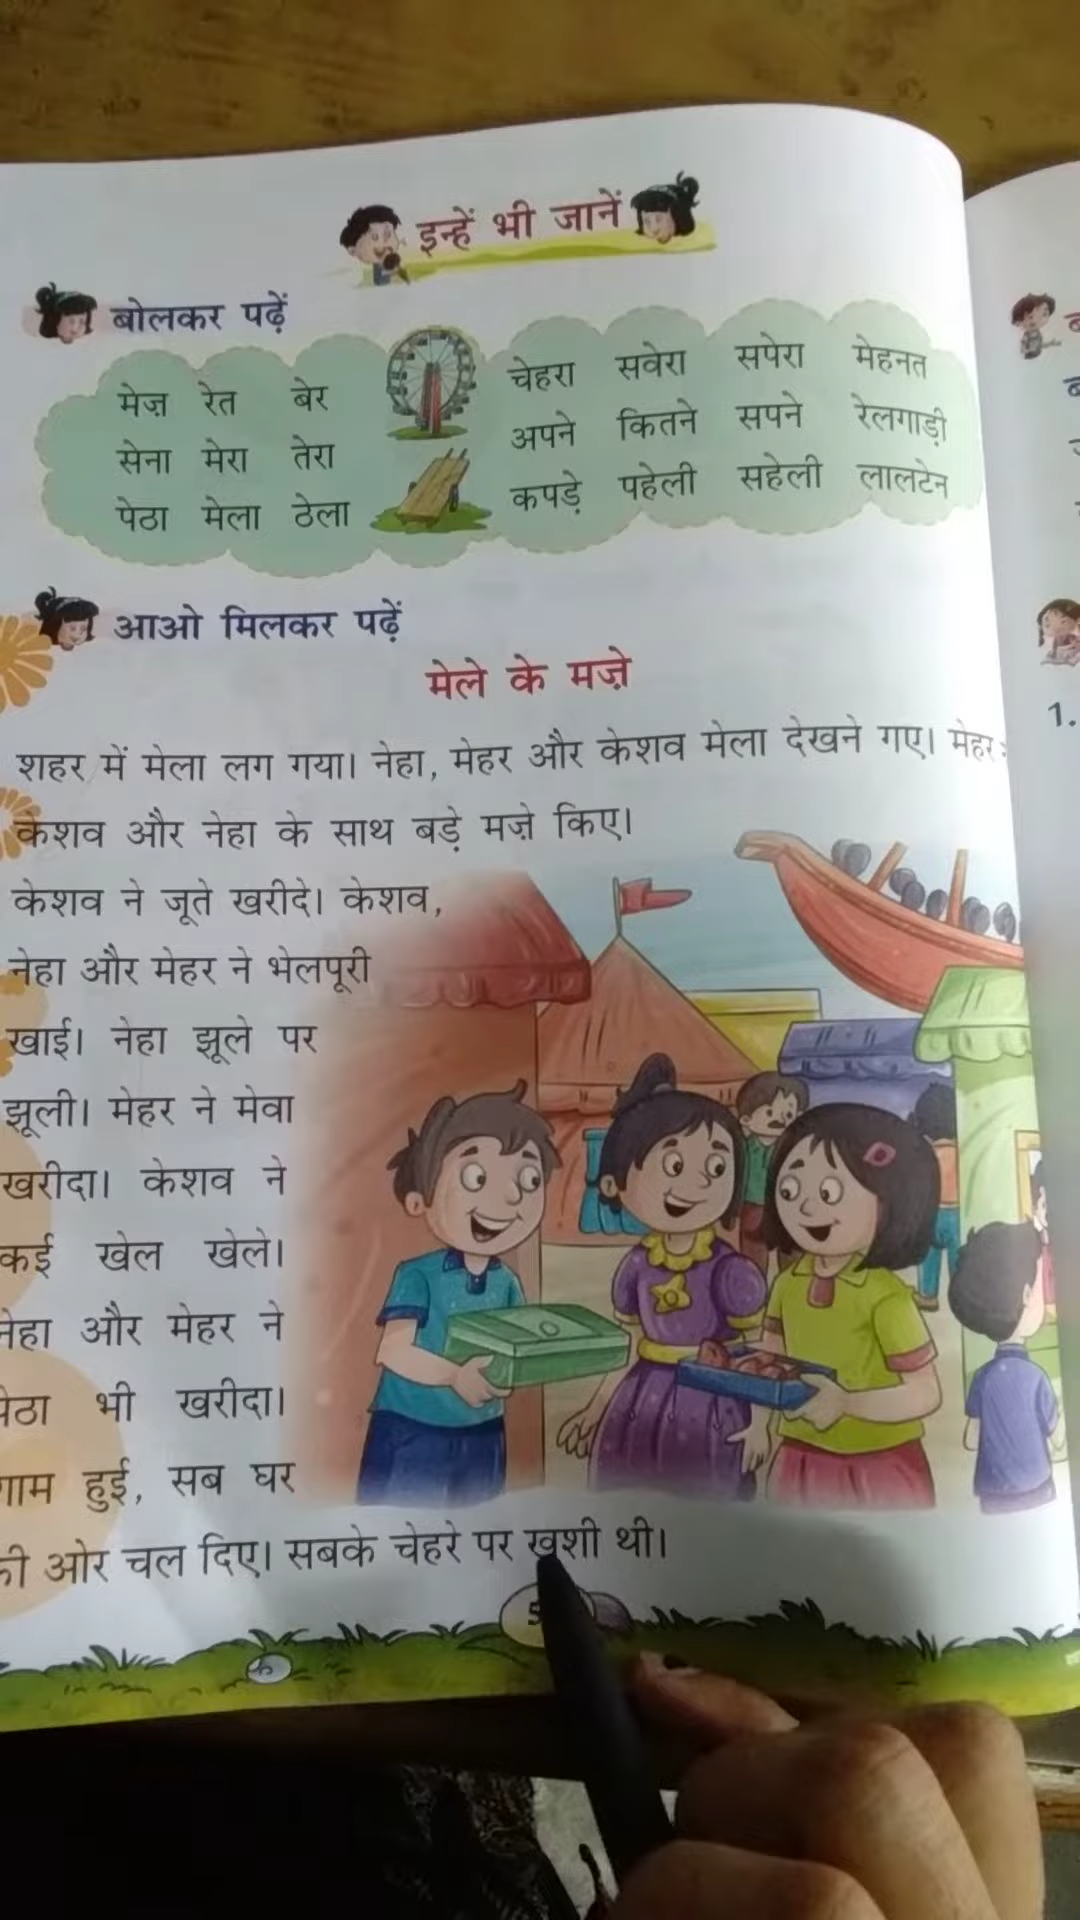 इन्हें भी जानें
बोलकर पढ़ें
मेज़ रेत बेर
सेना मेरा तेरा
पेठा मेला ठेला
चेहरा सवेरा सपेरा मेहनत
अपने कितने सपने रेलगाड़ी
कपड़े पहेली सहेली लालटेन
आओ मिलकर पढ़ें
मेले के मज़े
शहर में मेला लग गया। नेहा, मेहर और केशव मेला देखने गए। मेहर
केशव और नेहा के साथ बड़े मज़े किए।
केशव ने जूते खरीदे। केशव,
नेहा और मेहर ने भेलपूरी
खाई। नेहा झूले पर
झूली। मेहर ने मेवा
खरीदा। केशव ने
कई खेल खेले।
नेहा और मेहर ने
भी खरीदा।
हुई, सब घर
ओर चल दिए। सबके चेहरे पर खुशी थी।
1.